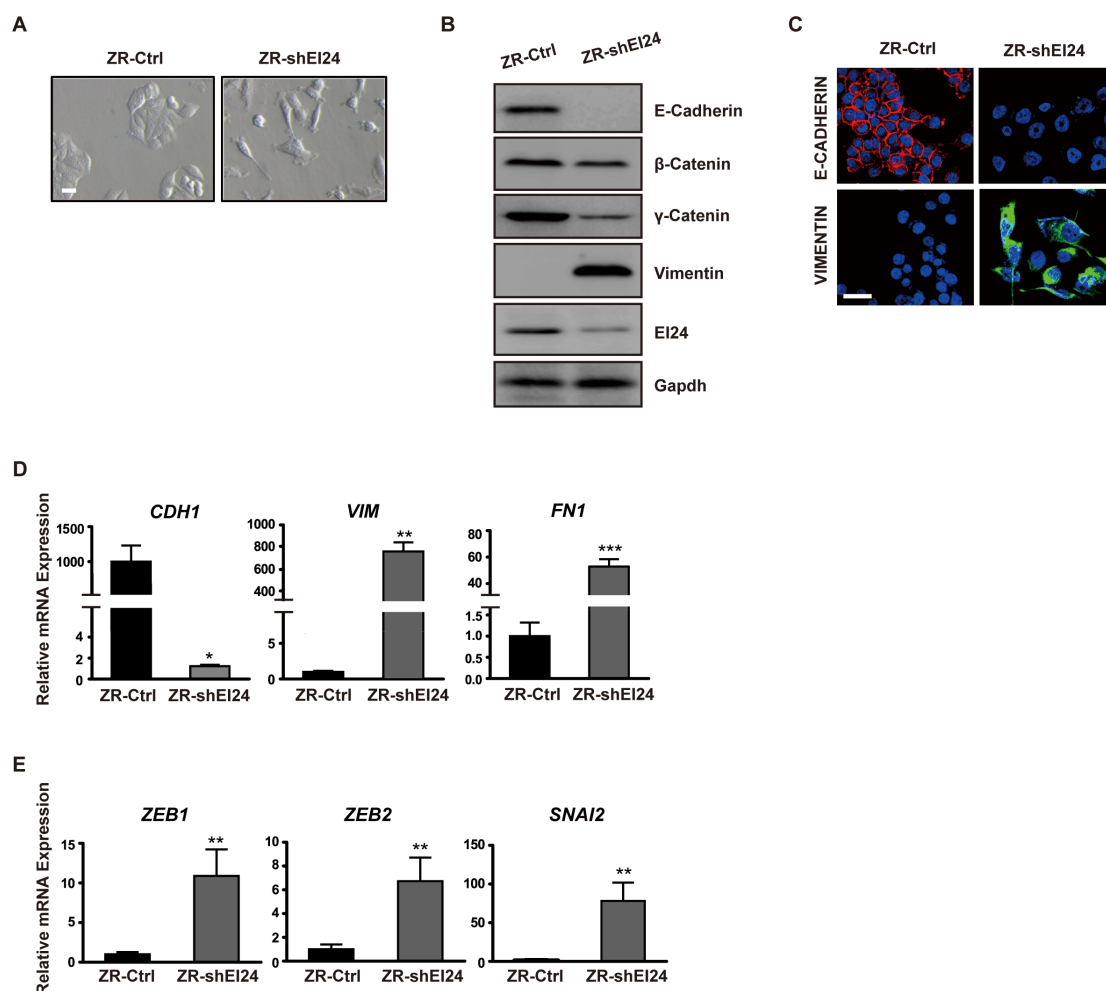 A
ZR-Ctrl
ZR-shEI24
B
ZR-Ctrl
ZR-shEI24
E-Cadherin
β-Catenin
γ-Catenin
Vimentin
EI24
Gapdh
C
ZR-Ctrl
ZR-shEI24
E-CADHERIN
VIMENTIN
D
Relative mRNA Expression
CDH1
1500
1000
4
2
0
*
ZR-Ctrl
ZR-shEI24
VIM
1000
800
600
400
5
0
**
ZR-Ctrl
ZR-shEI24
FN1
80
60
40
1.5
1.0
0.5
0.0
***
ZR-Ctrl
ZR-shEI24
E
Relative mRNA Expression
ZEB1
15
10
5
0
**
ZR-Ctrl
ZR-shEI24
ZEB2
10
8
6
4
2
0
**
ZR-Ctrl
ZR-shEI24
SNAI2
150
100
50
0
**
ZR-Ctrl
ZR-shEI24